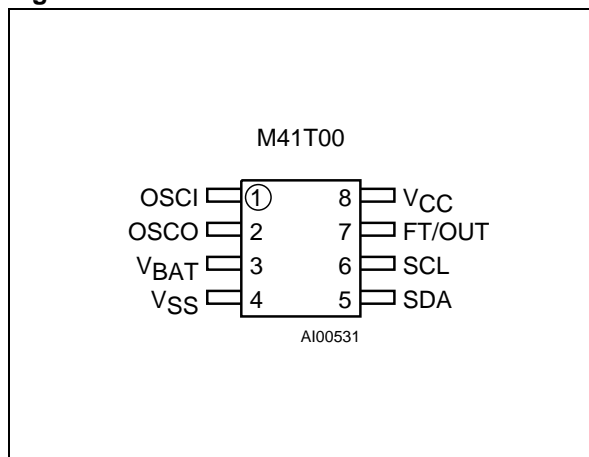 M41T00
OSCI 1 8 VCC
OSCO 2 7 FT/OUT
VBAT 3 6 SCL
VSS 4 5 SDA
AI00531